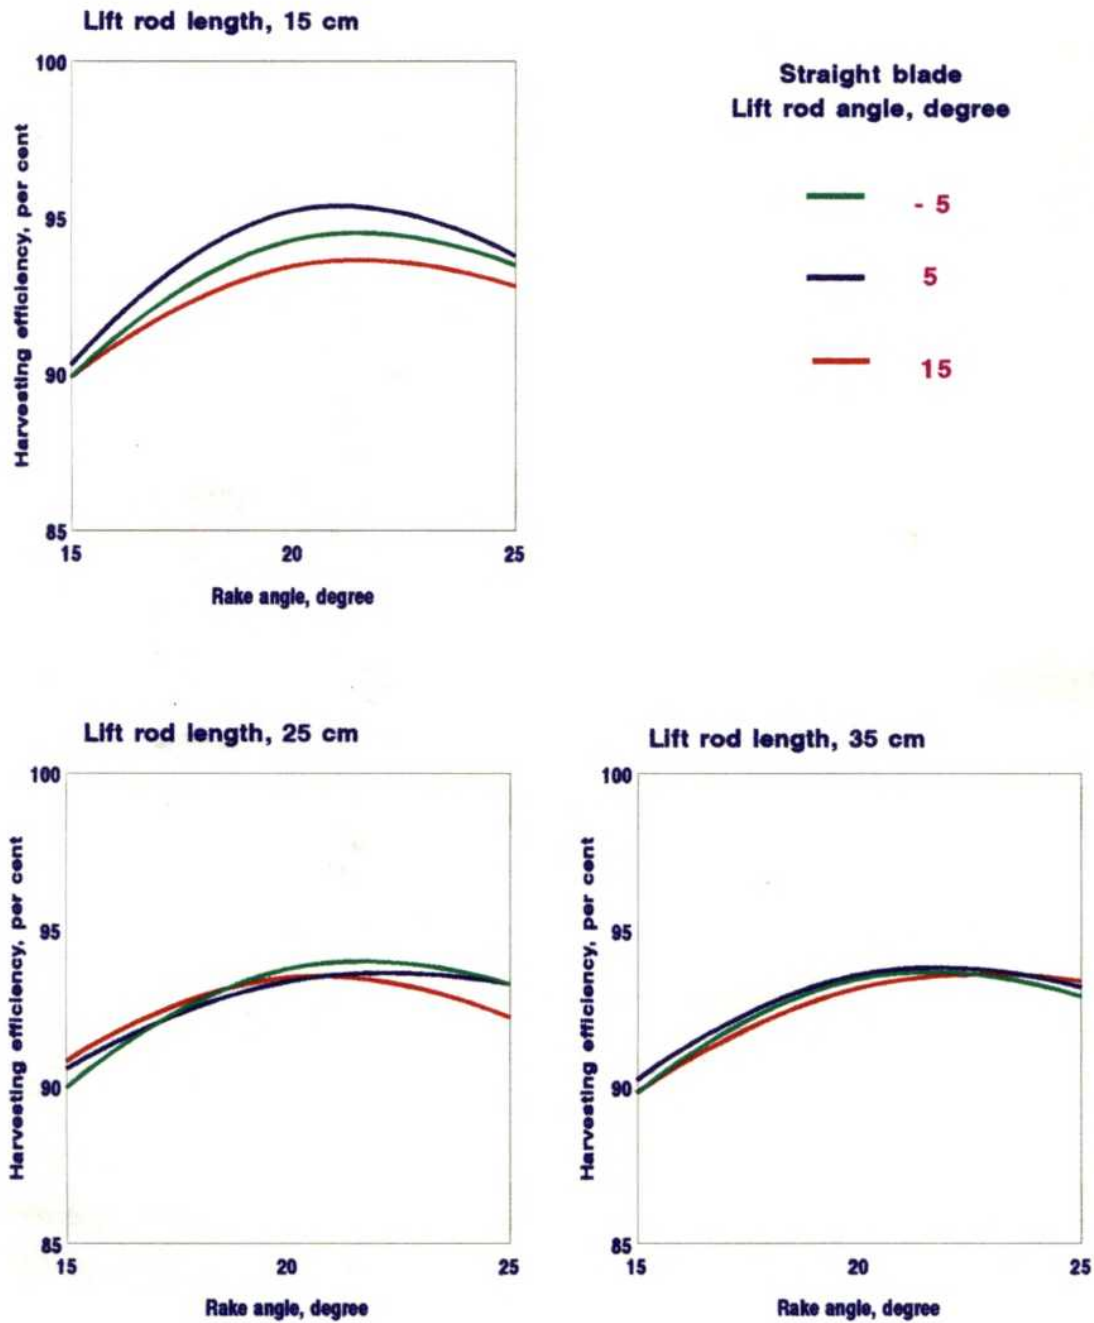 Lift rod length, 15 cm
100
95
90
85
15
20
25
Harvesting efficiency, per cent
Rake angle, degree
Straight blade
Lift rod angle, degree
- 5
5
15
Lift rod length, 25 cm
100
95
90
85
15
20
25
Harvesting efficiency, per cent
Rake angle, degree
Lift rod length, 35 cm
100
95
90
85
15
20
25
Harvesting efficiency, per cent
Rake angle, degree